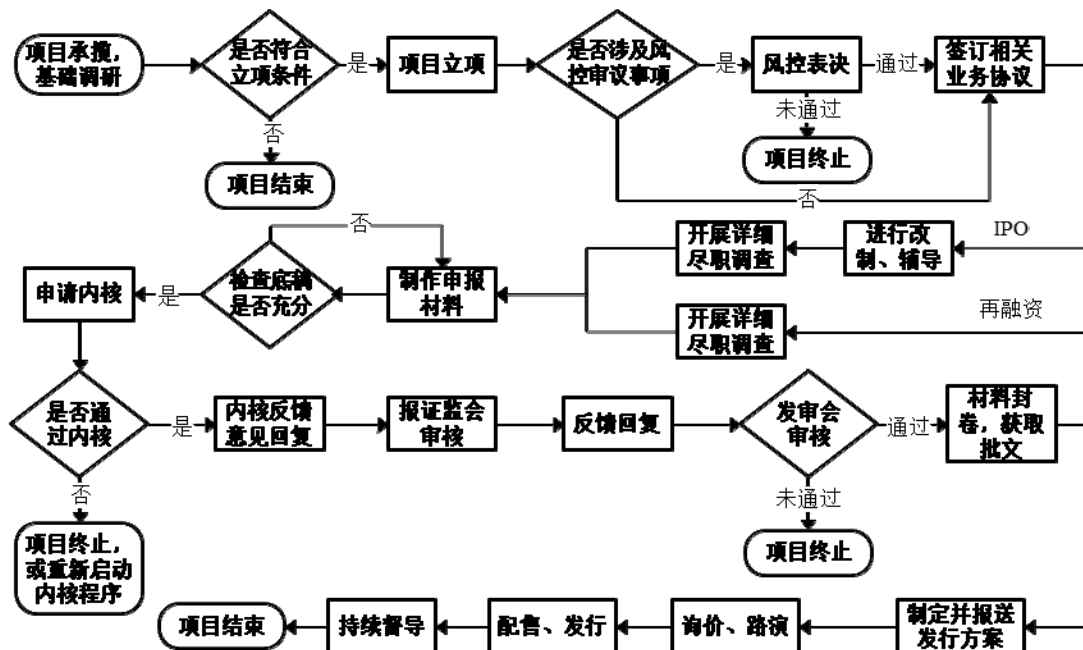 项目承揽，
基础调研
是否符合
立项条件
是
项目立项
是否涉及风
控审议事项
是
风控表决
通过
签订相关
业务协议
否
项目结束
未通过
项目终止
否
IPO
进行改
制、辅导
开展详细
尽职调查
再融资
开展详细
尽职调查
制作申报
材料
否
检查底稿
是否充分
是
申请内核
是否通
过内核
是
内核反馈
意见回复
报证监会
审核
反馈回复
发审会
审核
通过
材料封
卷，获取
批文
否
项目终止，
或重新启动
内核程序
未通过
项目终止
制定并报送
发行方案
询价、路演
配售、发行
持续督导
项目结束